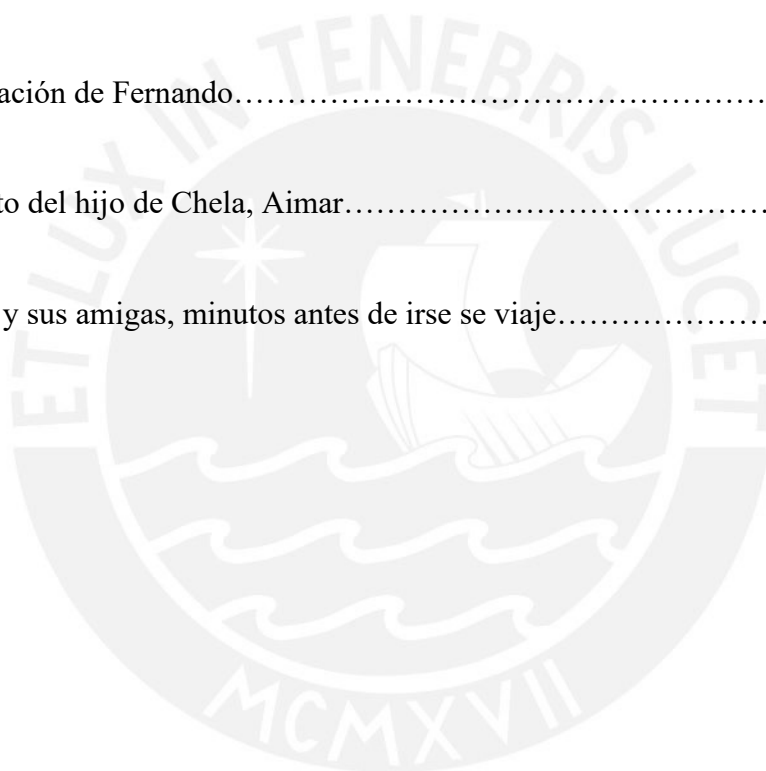 ación de Fernando……………………………………………………
to del hijo de Chela, Aimar…………………………………………
y sus amigas, minutos antes de irse se viaje…………………
ET LUX IN TENEBRIS LUCET
MCMXVII